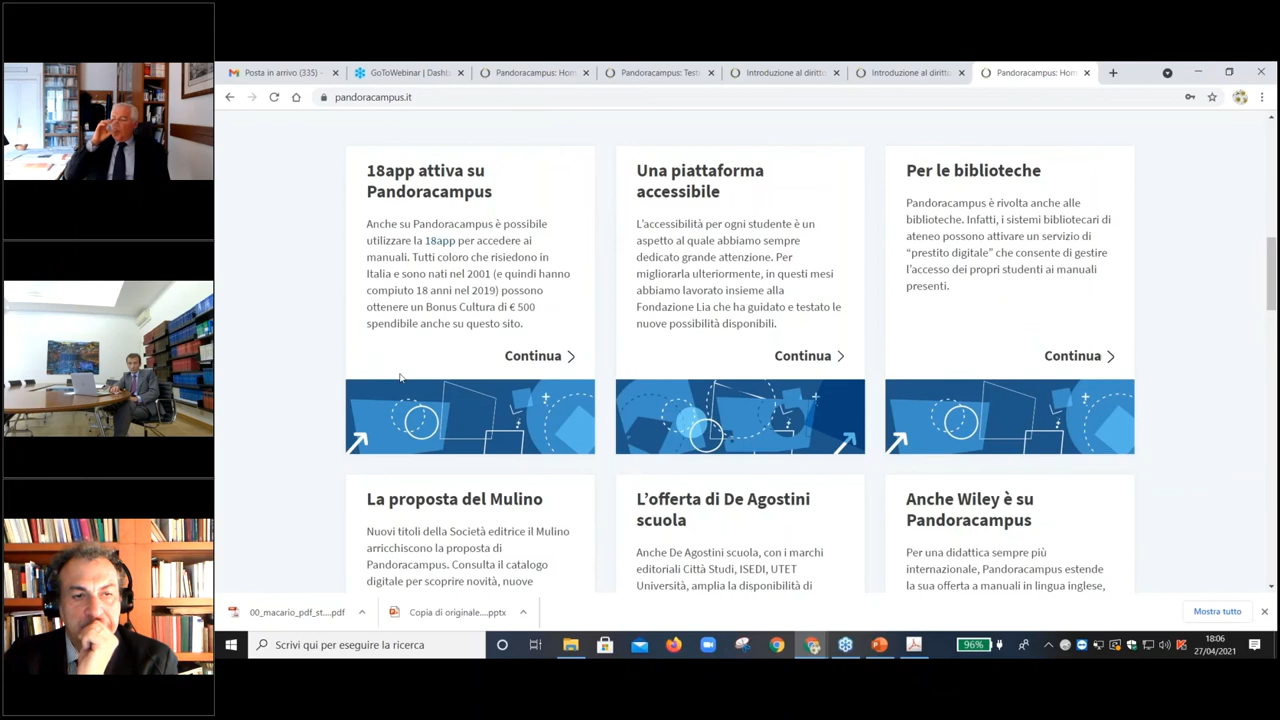 Posta in arrivo (335) -
GoToWebinar | Dashb
Pandoracampus: Hom
Pandoracampus: Test
Introduzione al diritto
Introduzione al diritto
Pandoracampus: Hom
pandoracampus.it
18app attiva su
Pandoracampus
Anche su Pandoracampus è possibile
utilizzare la 18app per accedere ai
manuali. Tutti coloro che risiedono in
Italia e sono nati nel 2001 (e quindi hanno
compiuto 18 anni nel 2019) possono
ottenere un Bonus Cultura di € 500
spendibile anche su questo sito.
Continua
Una piattaforma
accessibile
L'accessibilità per ogni studente è un
aspetto al quale abbiamo sempre
dedicato grande attenzione. Per
migliorarla ulteriormente, in questi mesi
abbiamo lavorato insieme alla
Fondazione Lia che ha guidato e testato le
nuove possibilità disponibili.
Continua
Per le biblioteche
Pandoracampus è rivolta anche alle
biblioteche. Infatti, i sistemi bibliotecari di
ateneo possono attivare un servizio di
“prestito digitale” che consente di gestire
l'accesso dei propri studenti ai manuali
presenti.
Continua
La proposta del Mulino
Nuovi titoli della Società editrice il Mulino
arricchiscono la proposta di
Pandoracampus. Consulta il catalogo
digitale per scoprire novità, nuove
L'offerta di De Agostini
scuola
Anche De Agostini scuola, con i marchi
editoriali Città Studi, ISEDI, UTET
Università, amplia la disponibilità di
Anche Wiley è su
Pandoracampus
Per una didattica sempre più
internazionale, Pandoracampus estende
la sua offerta a manuali in lingua inglese,
00_macario_pdf_st....pdf
Copia di originale....pptx
Mostra tutto
Scrivi qui per eseguire la ricerca
96%
18:06
27/04/2021